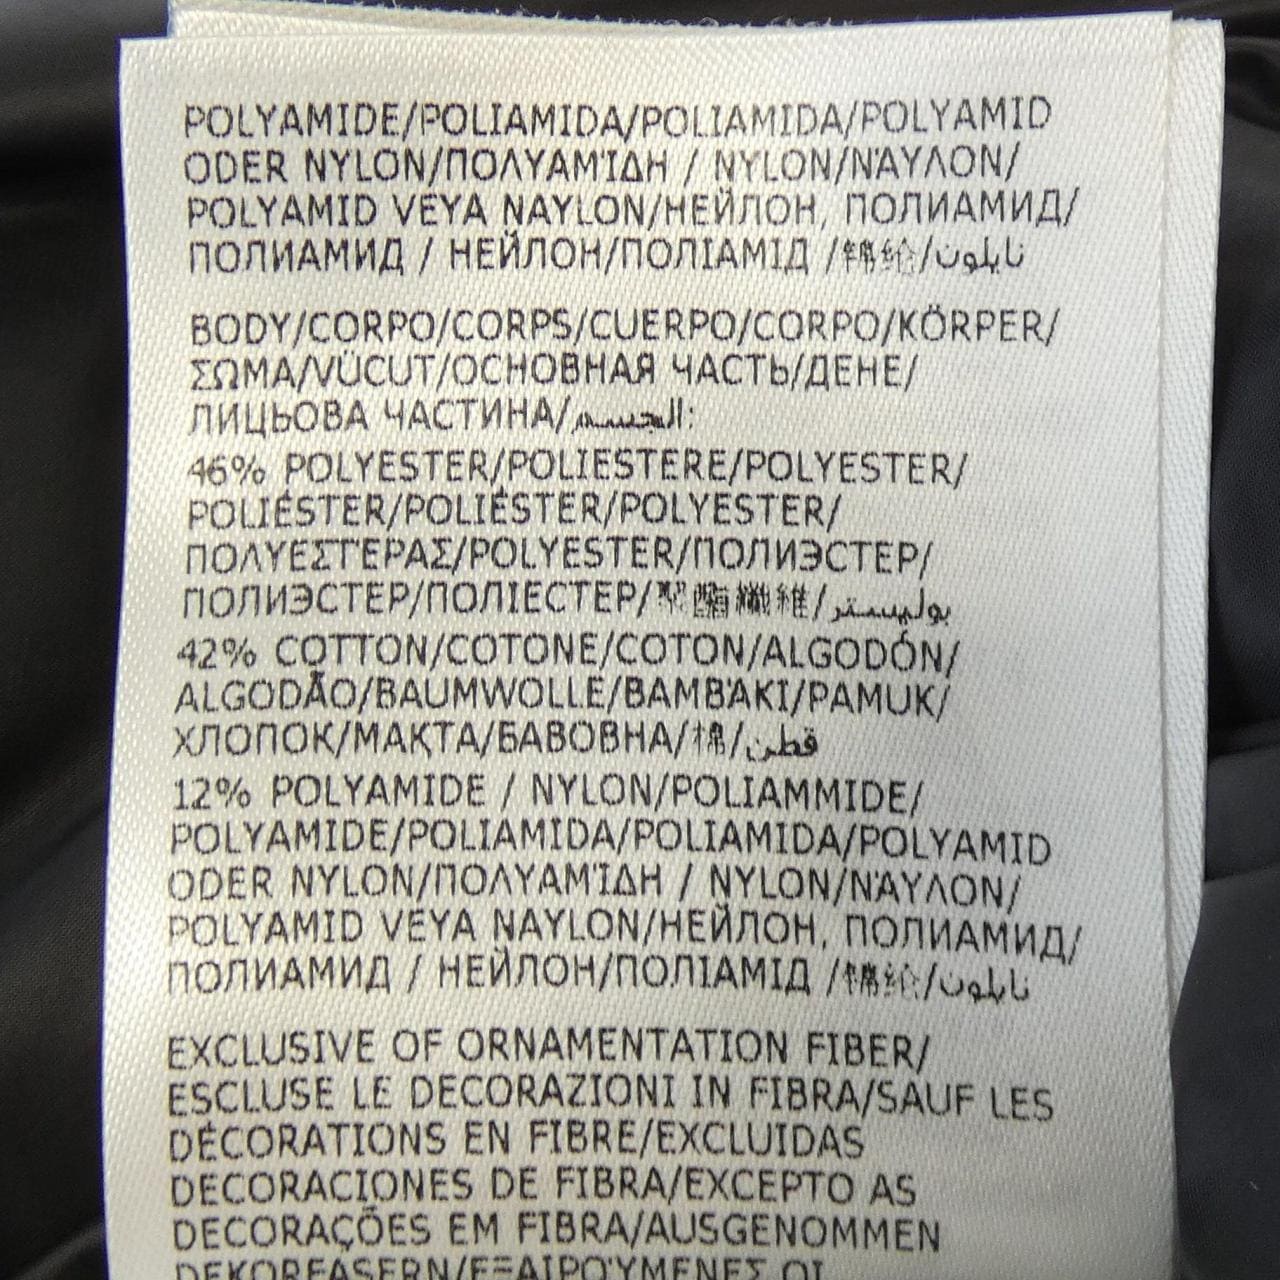 POLYAMIDE/POLIAMIDA/POLIAMIDA/POLYAMID
ODER NYLON/ΠΟΛΥΑΜΊΔΗ / NYLON/ΝΆΥΛΟΝ/
POLYAMID VEYA NAYLON/НЕЙЛОН, ПОЛИАМИД/
ПОЛИАМИД / НЕЙЛОН/ПОЛІАМІД /锦纶/نايلون
BODY/CORPO/CORPS/CUERPO/CORPO/KÖRPER/
ΣΩΜΑ/VÜCUT/ОСНОВНАЯ ЧАСТЬ/ДЕНЕ/
ЛИЦЬОВА ЧАСТИНА/الجسم:
46% POLYESTER/POLIESTERE/POLYESTER/
POLIÉSTER/POLIÉSTER/POLYESTER/
ΠΟΛΥΕΣΤΕΡΑΣ/POLYESTER/ПОЛИЭСТЕР/
ПОЛИЭСТЕР/ПОЛІЕСТЕР/聚酯纖維/بوليستر
42% COTTON/COTONE/COTON/ALGODÓN/
ALGODÃO/BAUMWOLLE/ΒΑΜΒΆΚΙ/PAMUK/
ХЛОПОК/МАҚТА/БАВОВНА/棉/قطن
12% POLYAMIDE / NYLON/POLIAMMIDE/
POLYAMIDE/POLIAMIDA/POLIAMIDA/POLYAMID
ODER NYLON/ΠΟΛΥΑΜΊΔΗ / NYLON/ΝΆΥΛΟΝ/
POLYAMID VEYA NAYLON/НЕЙЛОН, ПОЛИАМИД/
ПОЛИАМИД / НЕЙЛОН/ПОЛІАМІД /锦纶/نايلون
EXCLUSIVE OF ORNAMENTATION FIBER/
ESCLUSE LE DECORAZIONI IN FIBRA/SAUF LES
DÉCORATIONS EN FIBRE/EXCLUIDAS
DECORACIONES DE FIBRA/EXCEPTO AS
DECORAÇÕES EM FIBRA/AUSGENOMMEN
DEKORFASERN/ΕΞΑΙΡΟΎΜΕΝΕΣ ΟΙ